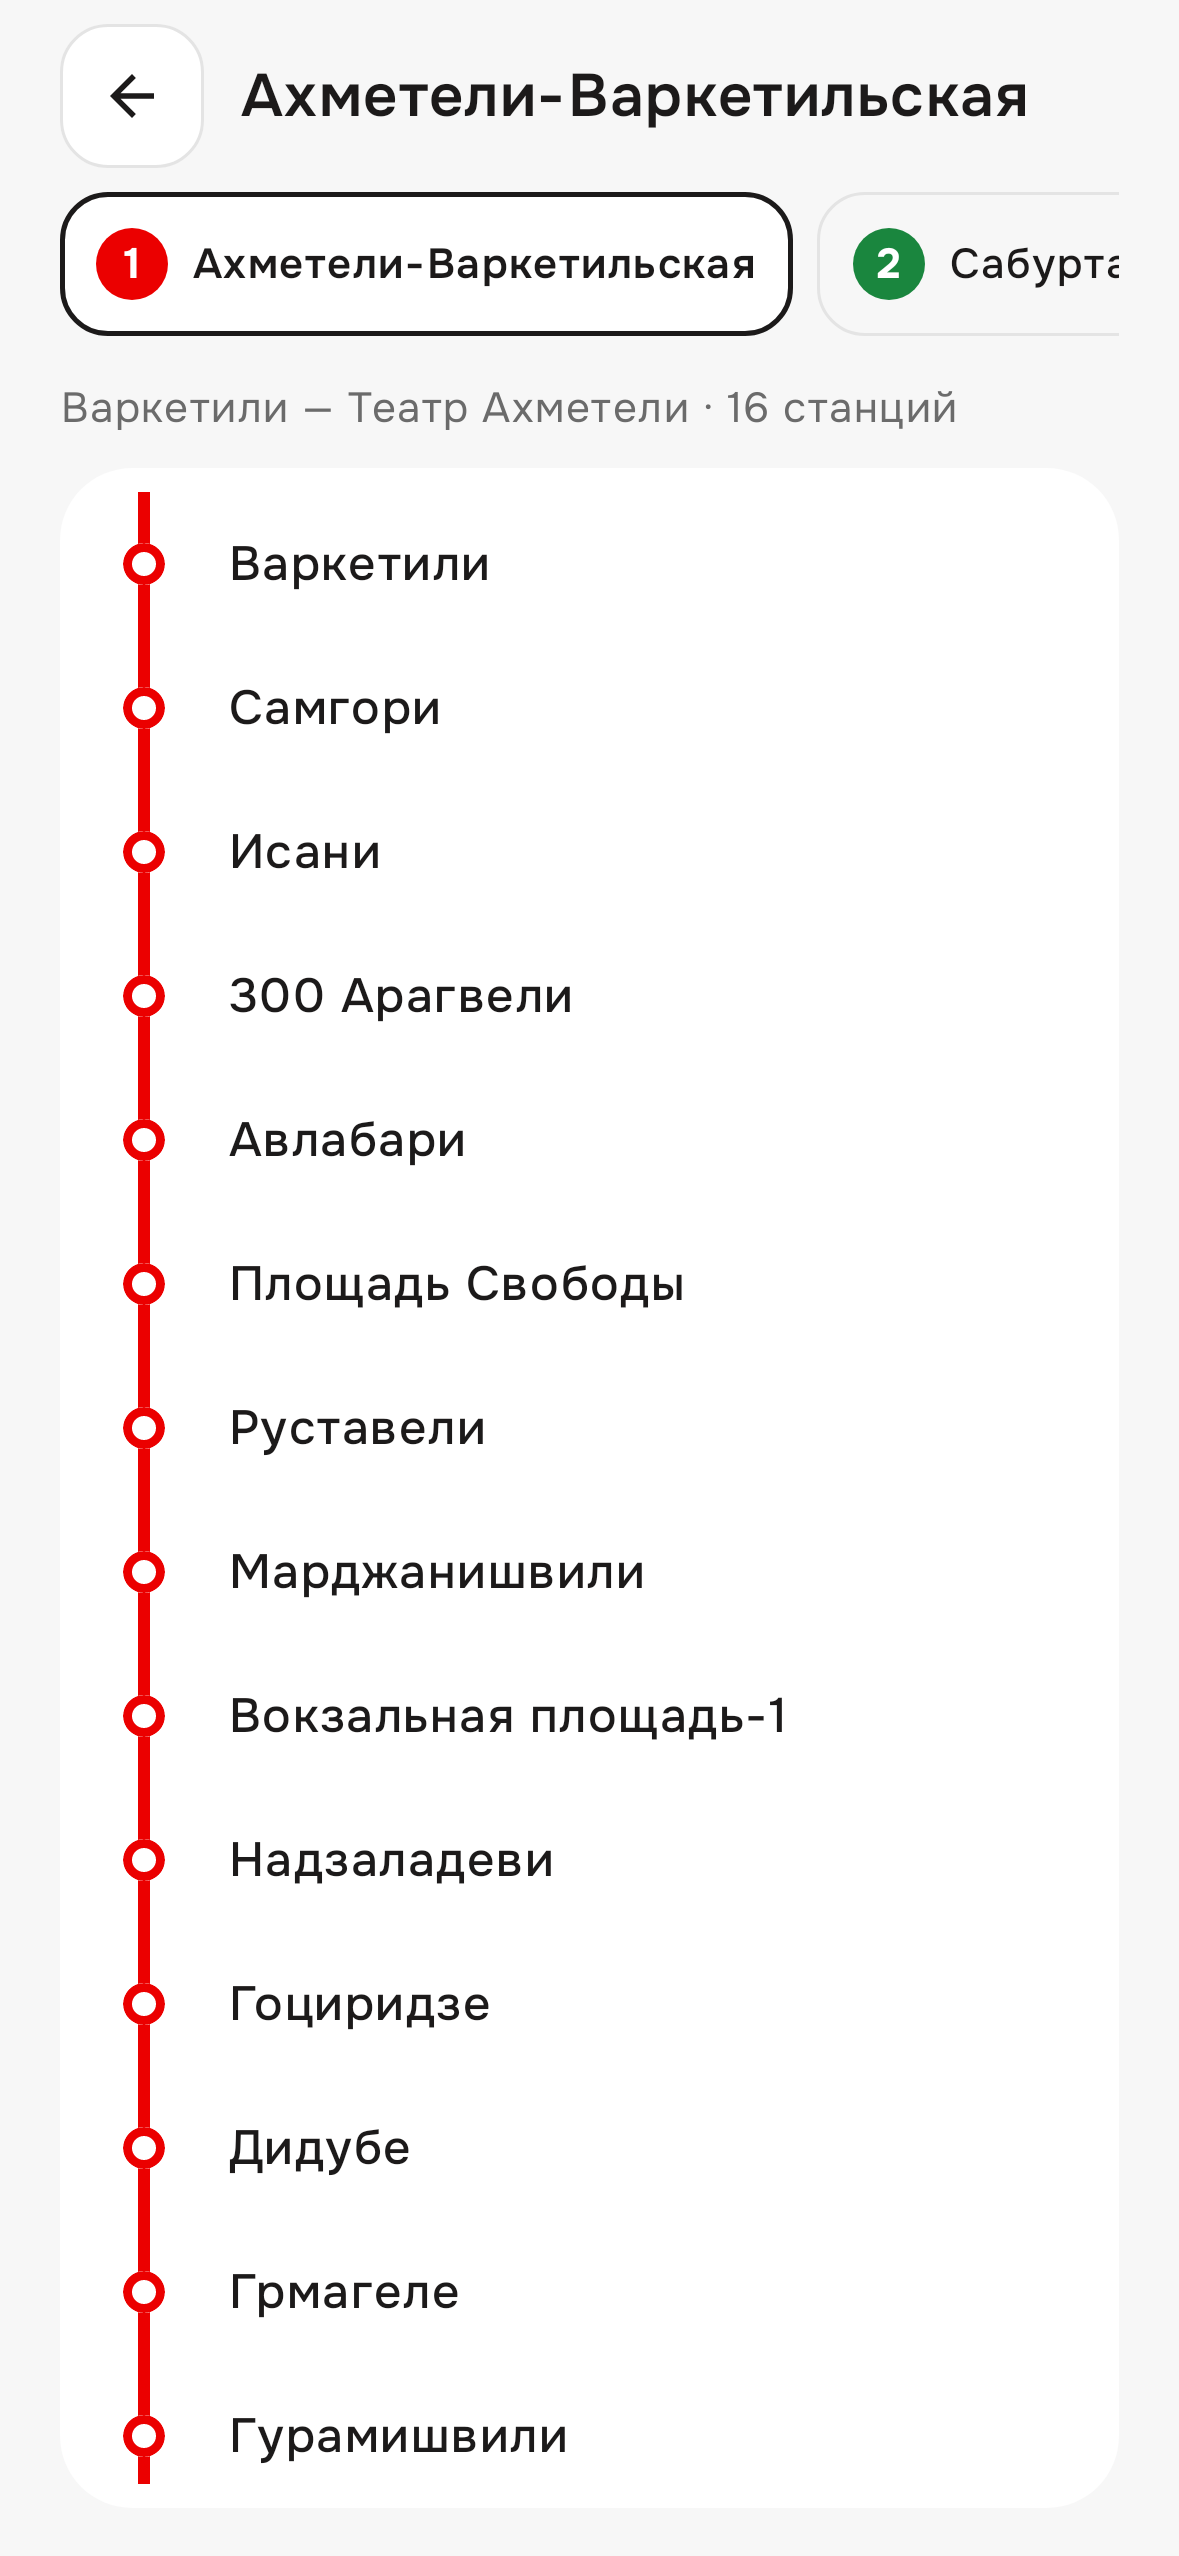 Ахметели-Варкетильская
1 Ахметели-Варкетильская
2
Варкетили — Театр Ахметели · 16 станций
Варкетили
Самгори
Исани
300 Арагвели
Авлабари
Площадь Свободы
Руставели
Марджанишвили
Вокзальная площадь-1
Надзаладеви
Гоциридзе
Дидубе
Грмагеле
Гурамишвили